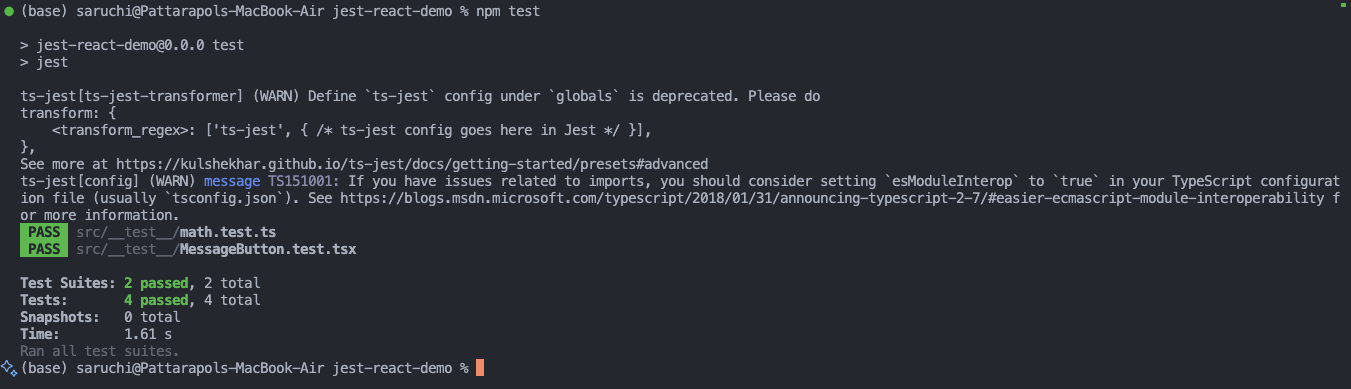 (base) saruchi@Pattarapols-MacBook-Air jest-react-demo % npm test
> jest-react-demo@0.0.0 test
> jest
ts-jest[ts-jest-transformer] (WARN) Define `ts-jest` config under `globals` is deprecated. Please do
transform: {
    <transform_regex>: ['ts-jest', { /* ts-jest config goes here in Jest */ }],
},
See more at https://kulshekhar.github.io/ts-jest/docs/getting-started/presets#advanced
ts-jest[config] (WARN) message TS151001: If you have issues related to imports, you should consider setting `esModuleInterop` to `true` in your TypeScript configurat
ion file (usually `tsconfig.json`). See https://blogs.msdn.microsoft.com/typescript/2018/01/31/announcing-typescript-2-7/#easier-ecmascript-module-interoperability f
or more information.
PASS src/__test__/math.test.ts
PASS src/__test__/MessageButton.test.tsx
Test Suites: 2 passed, 2 total
Tests:       4 passed, 4 total
Snapshots:   0 total
Time:        1.61 s
Ran all test suites.
(base) saruchi@Pattarapols-MacBook-Air jest-react-demo %